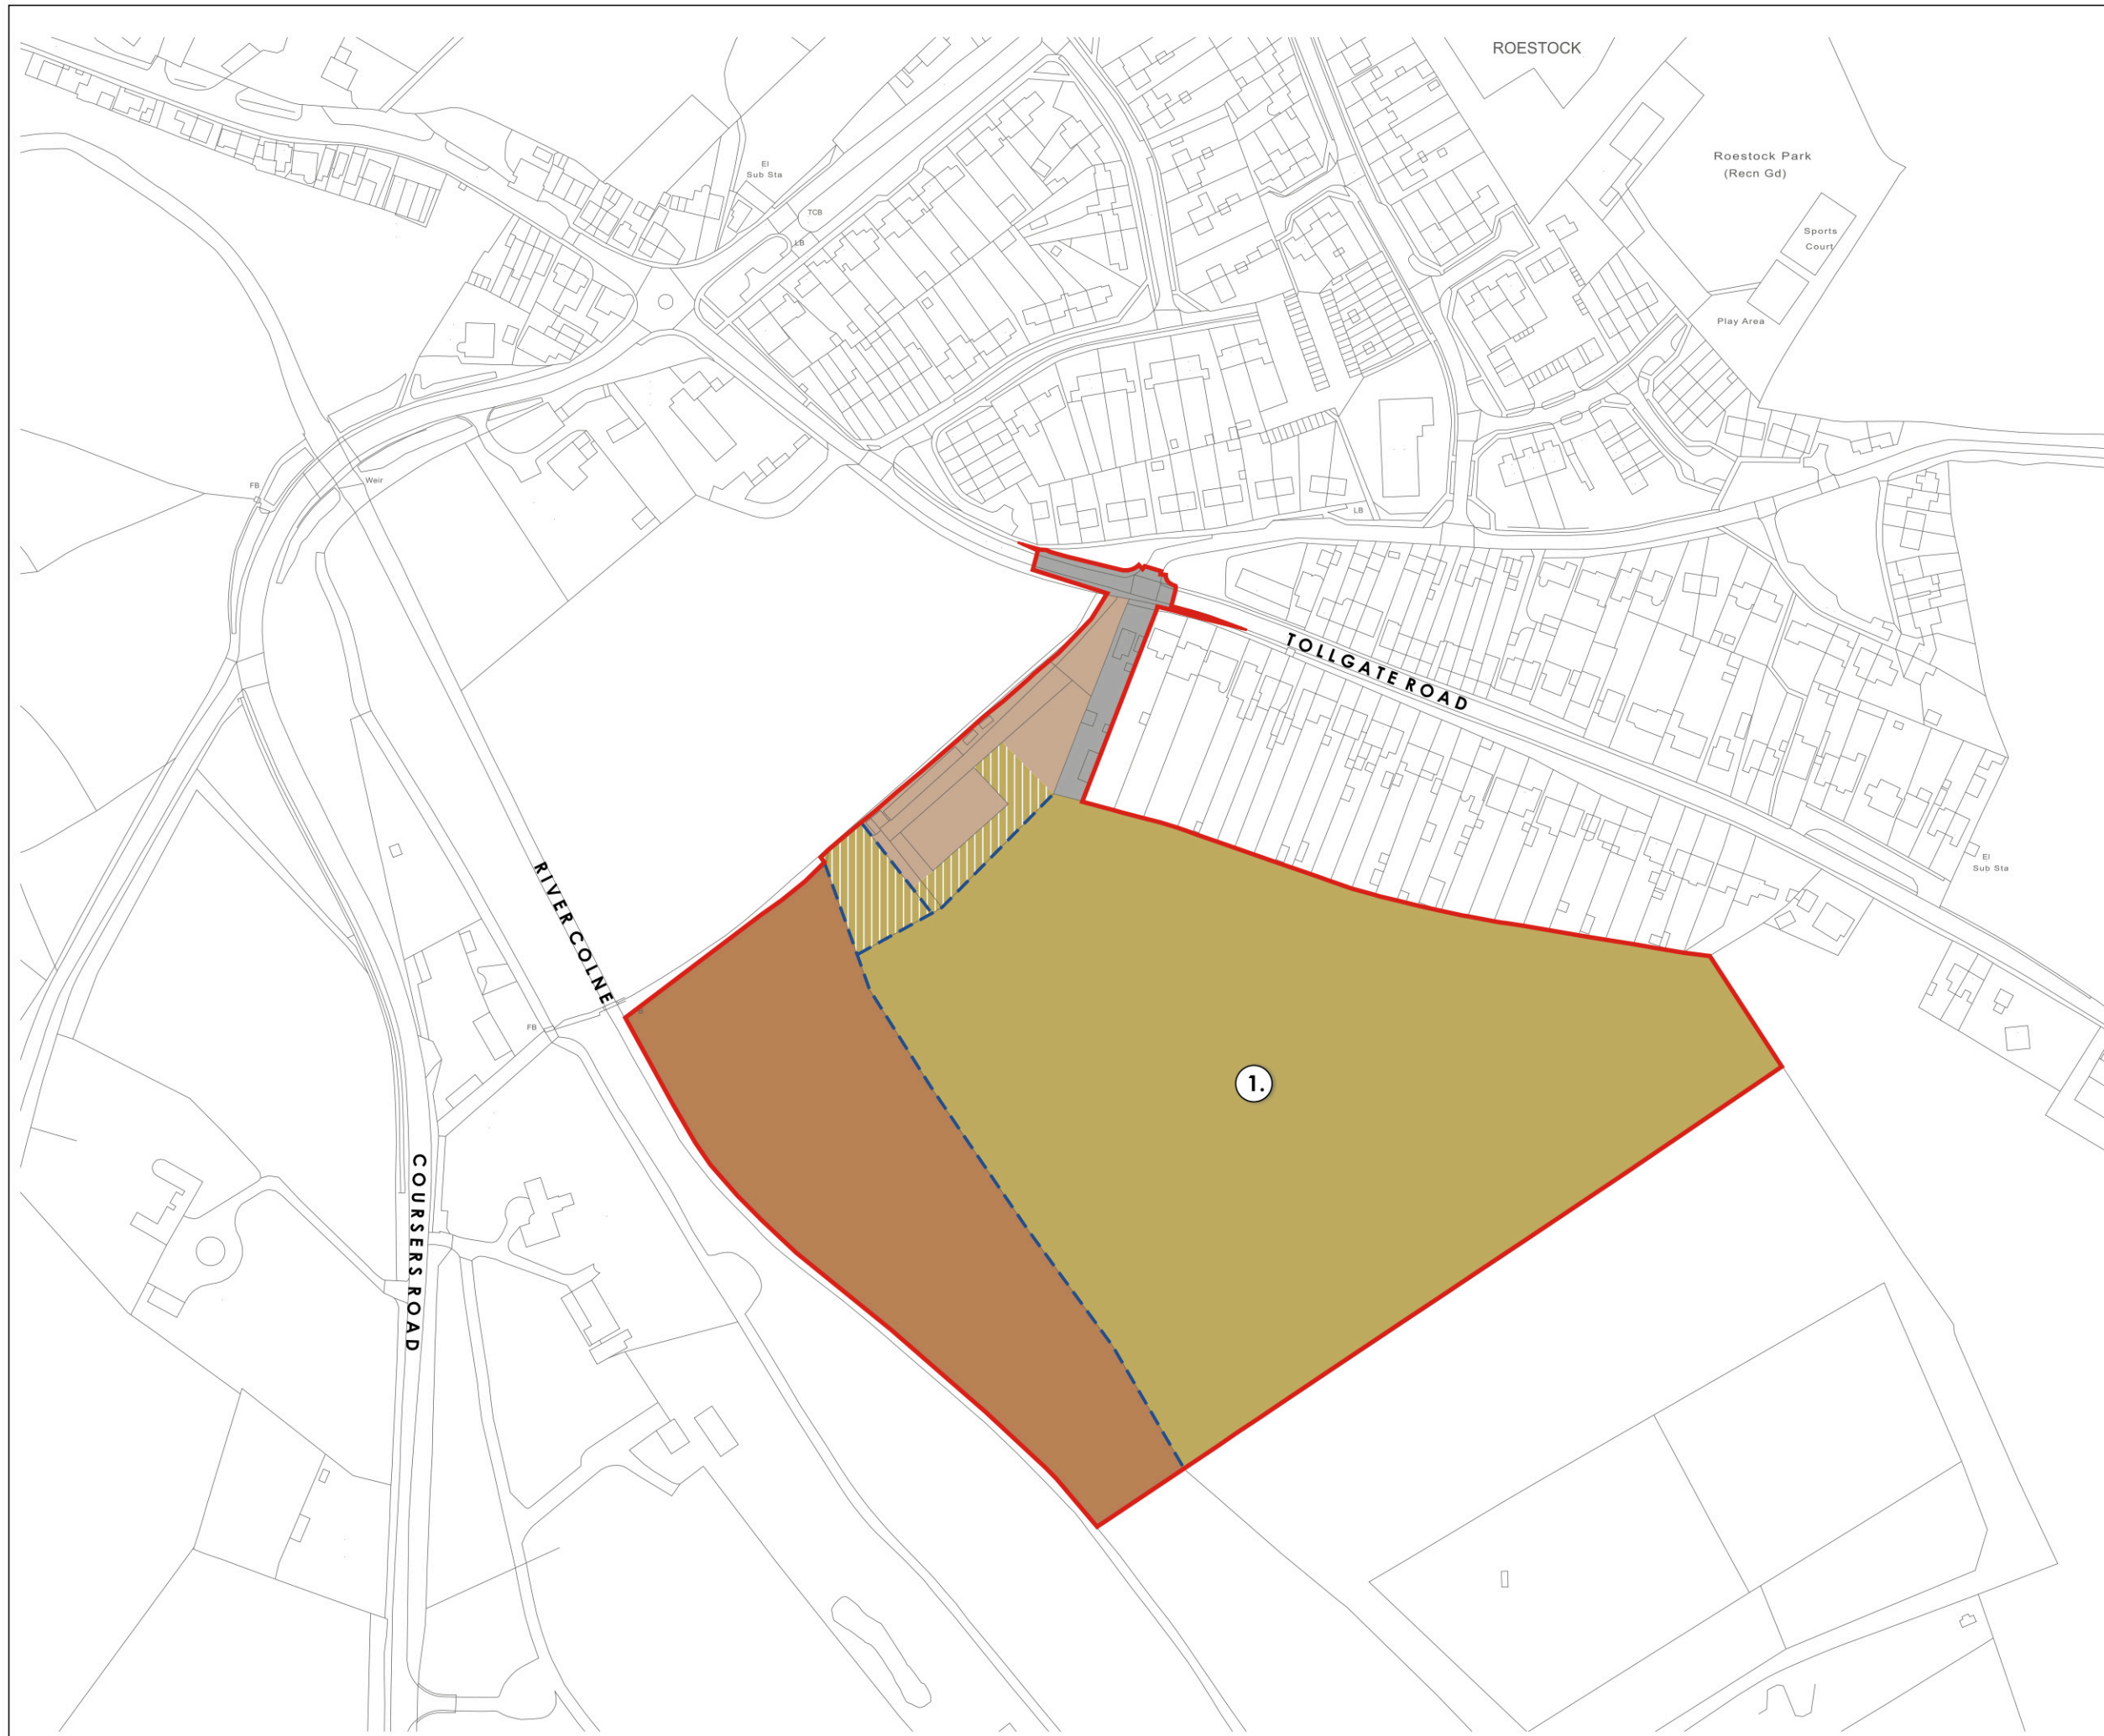 ROESTOCK
Roestock Park
(Recn Gd)
El
Sub Sta
TCB
Sports
Court
LB
Play Area
Weir
FB
LB
TOLLGATE ROAD
El
Sub Sta
RIVER COLNE
FB
1.
COURSERS ROAD